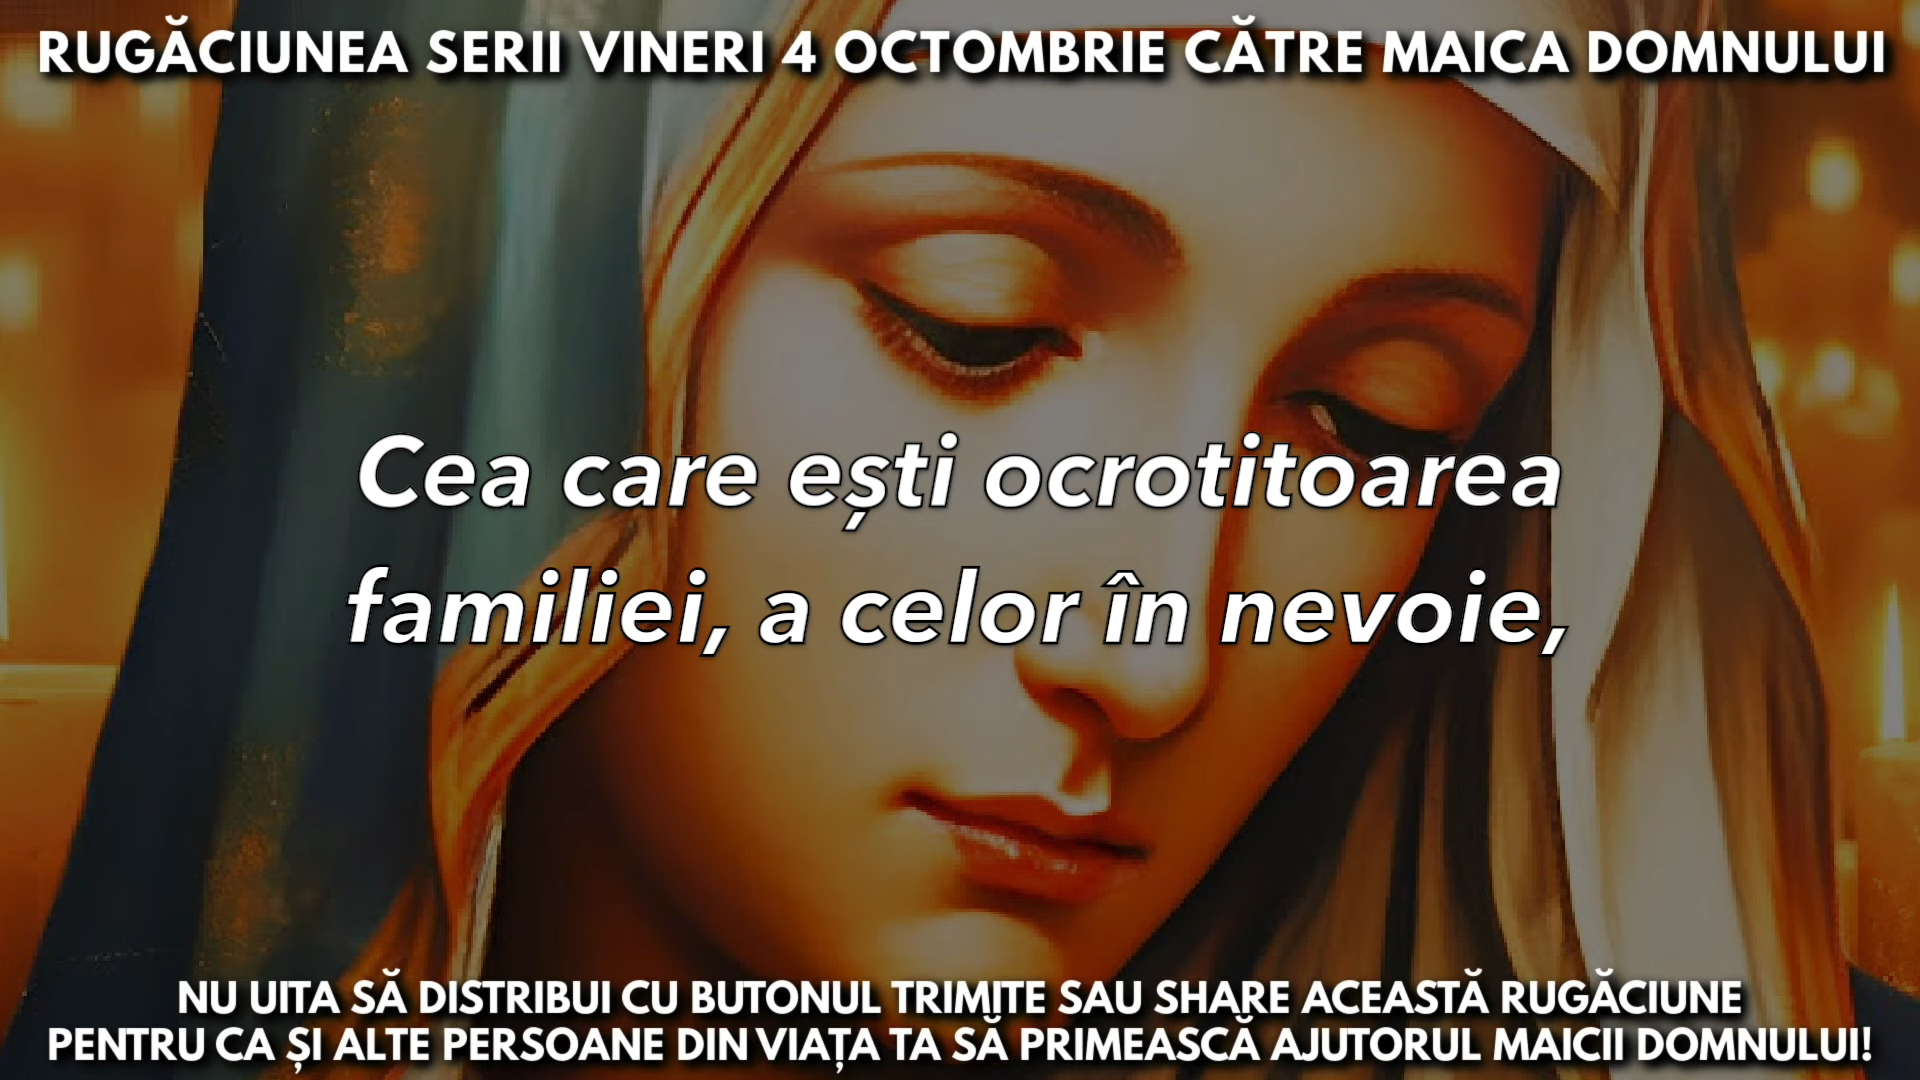 RUGĂCIUNEA SERII VINERI 4 OCTOMBRIE CĂTRE MAICA DOMNULUI
Cea care ești ocrotitoarea
familiei, a celor în nevoie,
NU UITA SĂ DISTRIBUI CU BUTONUL TRIMITE SAU SHARE ACEASTĂ RUGĂCIUNE
PENTRU CA ȘI ALTE PERSOANE DIN VIAȚA TA SĂ PRIMEASCĂ AJUTORUL MAICII DOMNULUI!